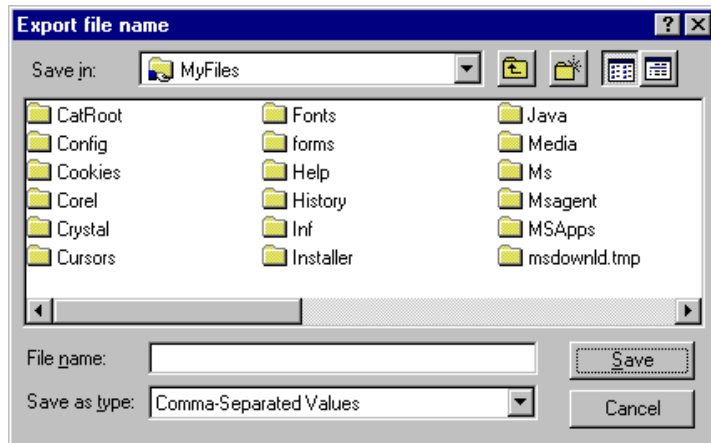 Export file name
Save in: MyFiles
CatRoot Fonts Java
Config forms Media
Cookies Help Ms
Corel History Msagent
Crystal Inf MSApps
Cursors Installer msdownld.tmp
File name: Save
Save as type: Comma-Separated Values Cancel